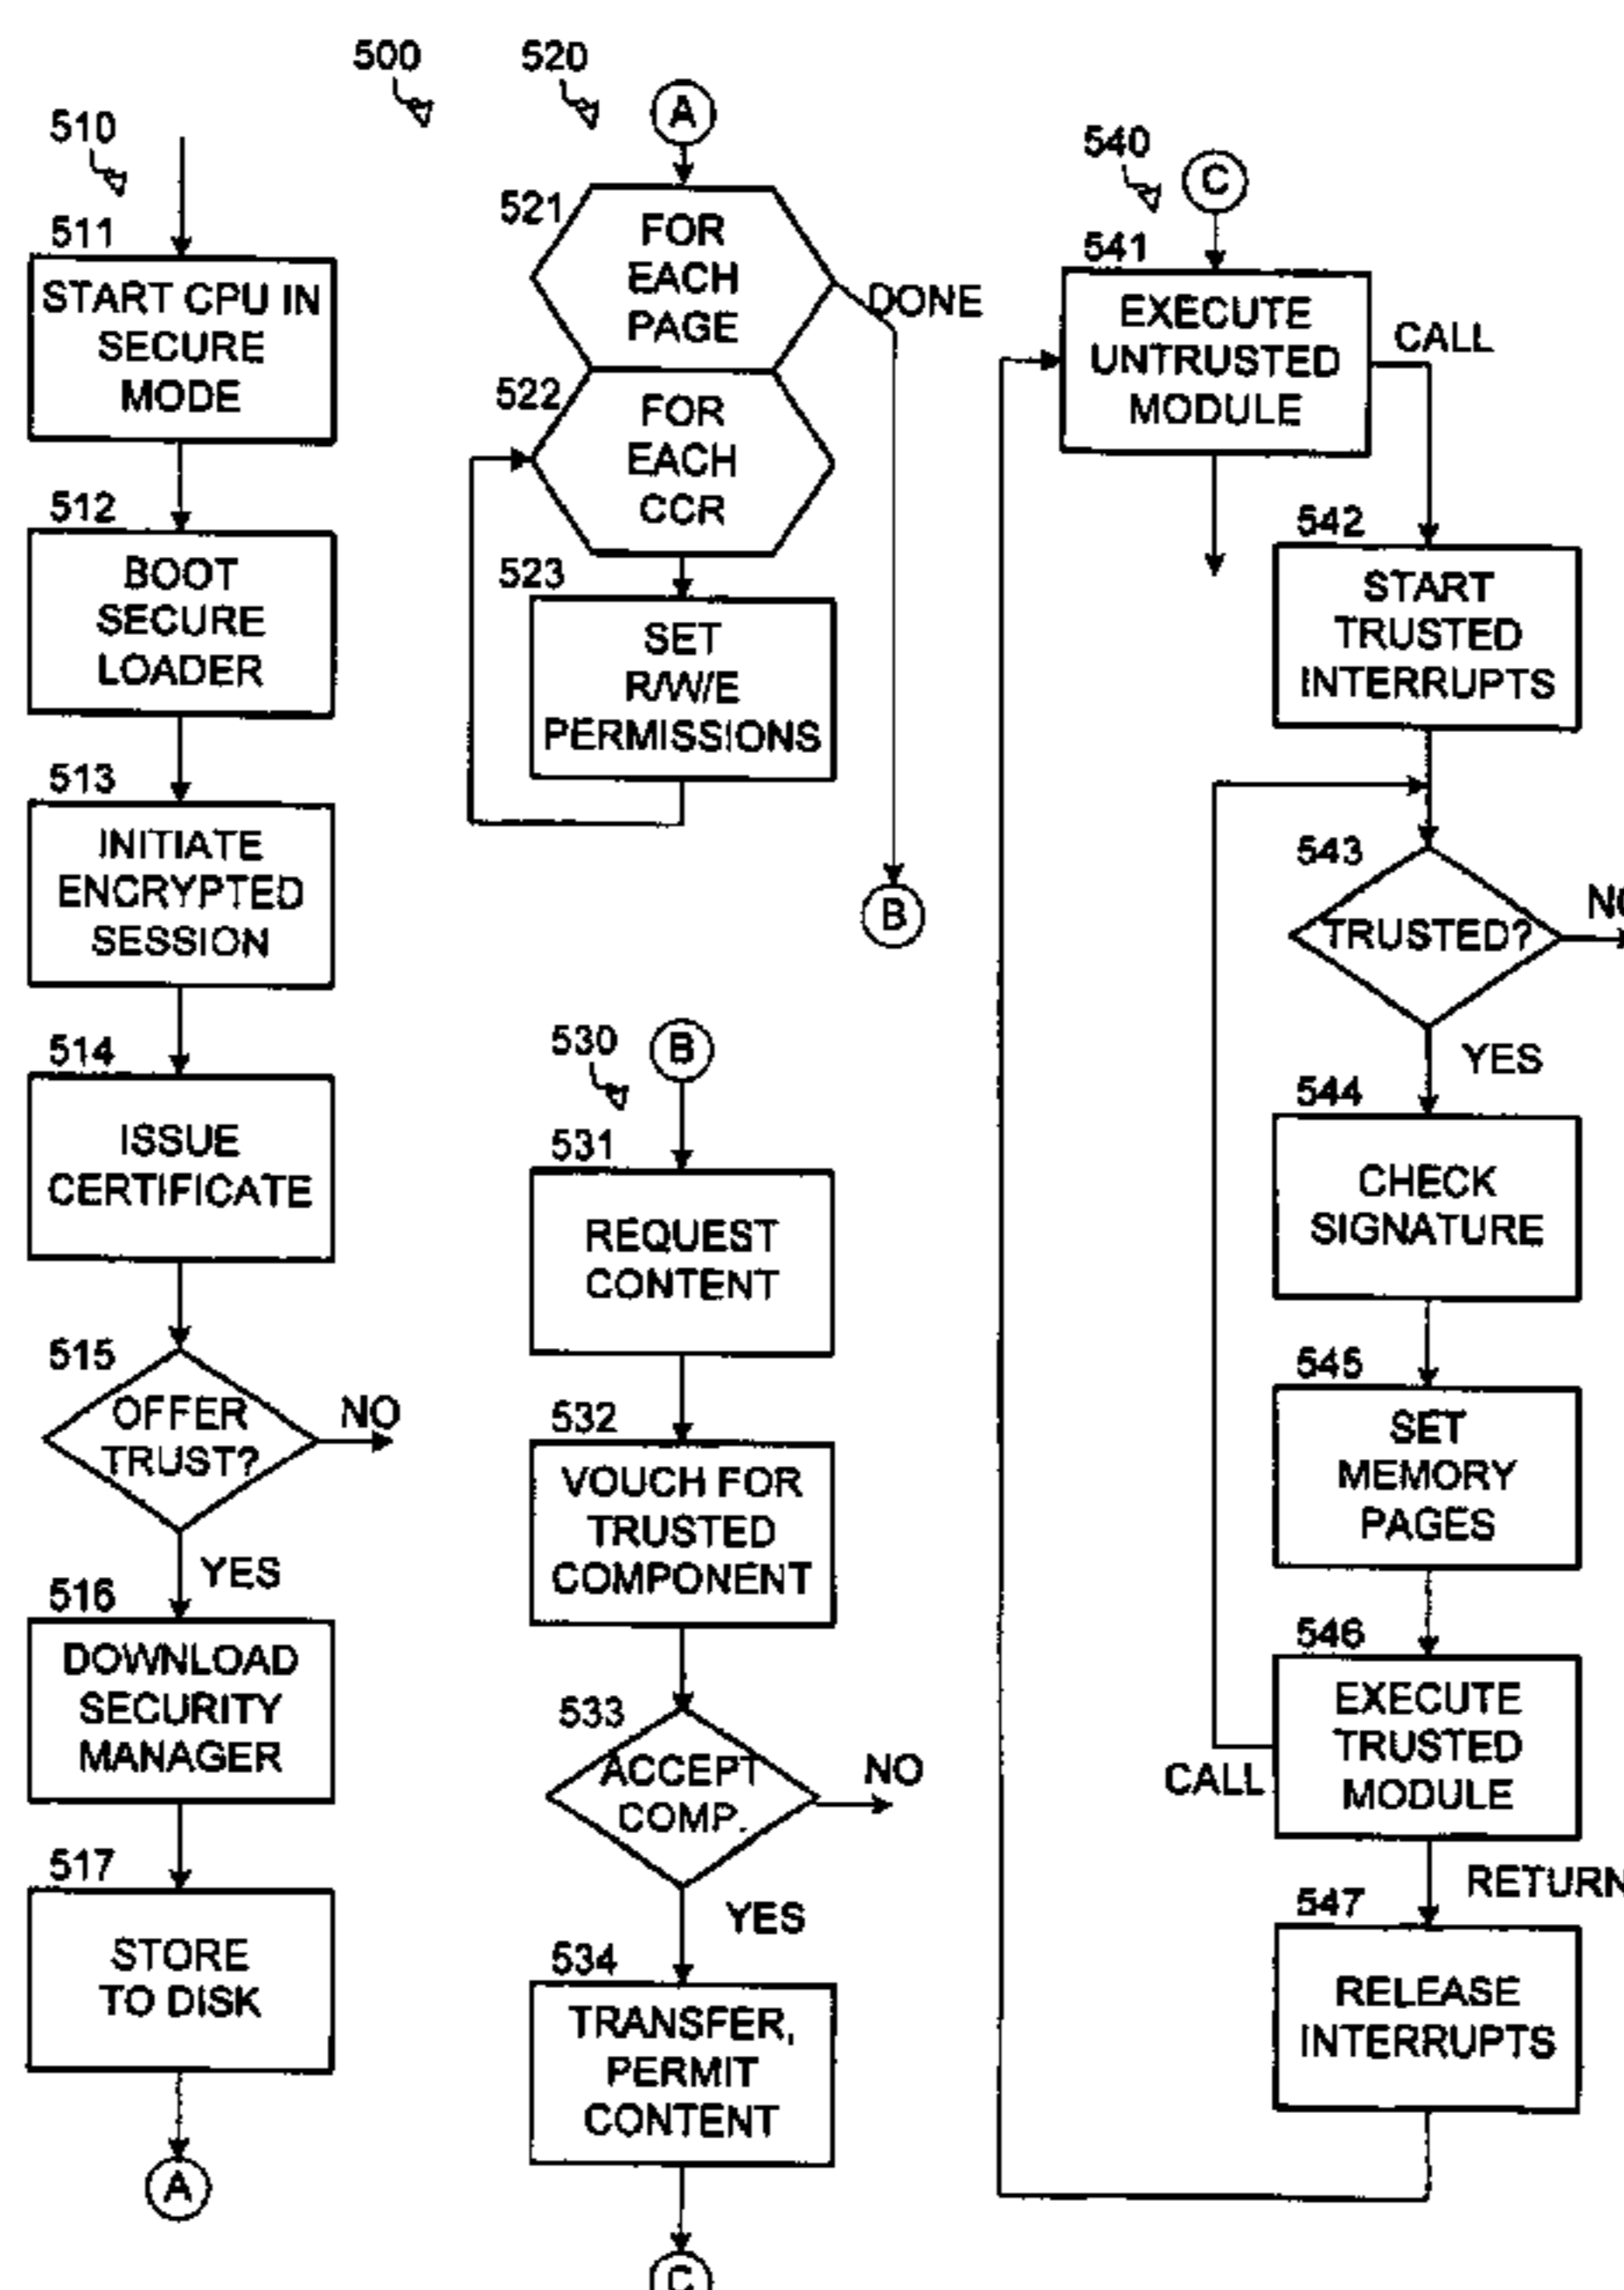 500
510
511
START CPU IN
SECURE
MODE
512
BOOT
SECURE
LOADER
513
INITIATE
ENCRYPTED
SESSION
514
ISSUE
CERTIFICATE
515
OFFER
TRUST?
NO
YES
516
DOWNLOAD
SECURITY
MANAGER
517
STORE
TO DISK
A
520
A
521
FOR
EACH
PAGE
DONE
522
FOR
EACH
CCR
523
SET
R/W/E
PERMISSIONS
B
530
B
531
REQUEST
CONTENT
532
VOUCH FOR
TRUSTED
COMPONENT
533
ACCEPT
COMP.
NO
YES
534
TRANSFER,
PERMIT
CONTENT
C
540
C
541
EXECUTE
UNTRUSTED
MODULE
CALL
542
START
TRUSTED
INTERRUPTS
543
TRUSTED?
NO
YES
544
CHECK
SIGNATURE
545
SET
MEMORY
PAGES
546
EXECUTE
TRUSTED
MODULE
CALL
RETURN
547
RELEASE
INTERRUPTS